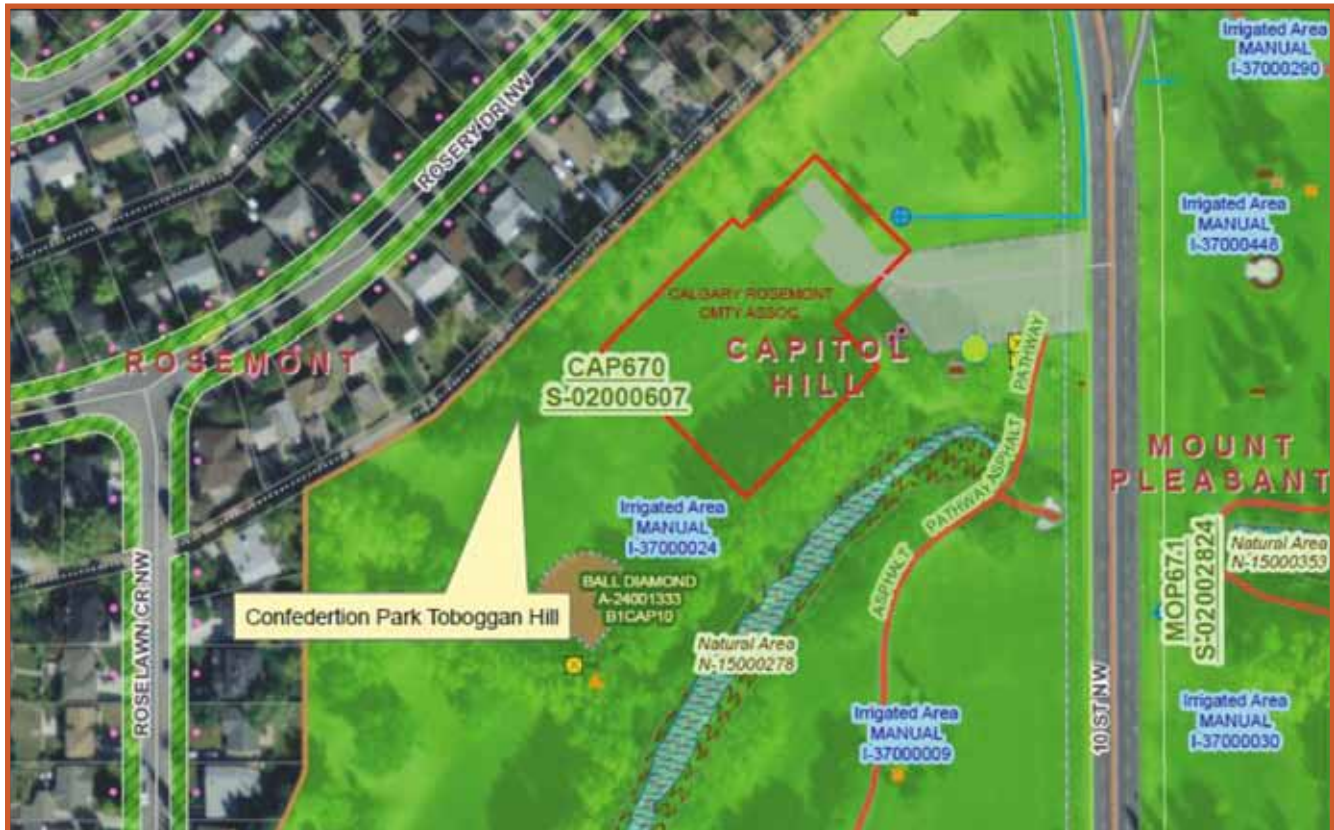 Irrigated Area
MANUAL
I-37000290
ROSERY DR NW
Irrigated Area
MANUAL
I-37000448
CALGARY ROSEMONT
CMTY ASSOC
ROSEMONT
CAPITOL
HILL
CAP670
S-02000607
PATHWAY
PATHWAY ASPHALT
ASPHALT
MOUNT
PLEASANT
Irrigated Area
MANUAL
I-37000024
MOP671
S-02002824
Natural Area
N-15000353
BALL DIAMOND
A-24001333
B1CAP10
Confedertion Park Toboggan Hill
Natural Area
N-15000278
ROSELAWN CR NW
10 ST NW
Irrigated Area
MANUAL
I-37000009
Irrigated Area
MANUAL
I-37000030